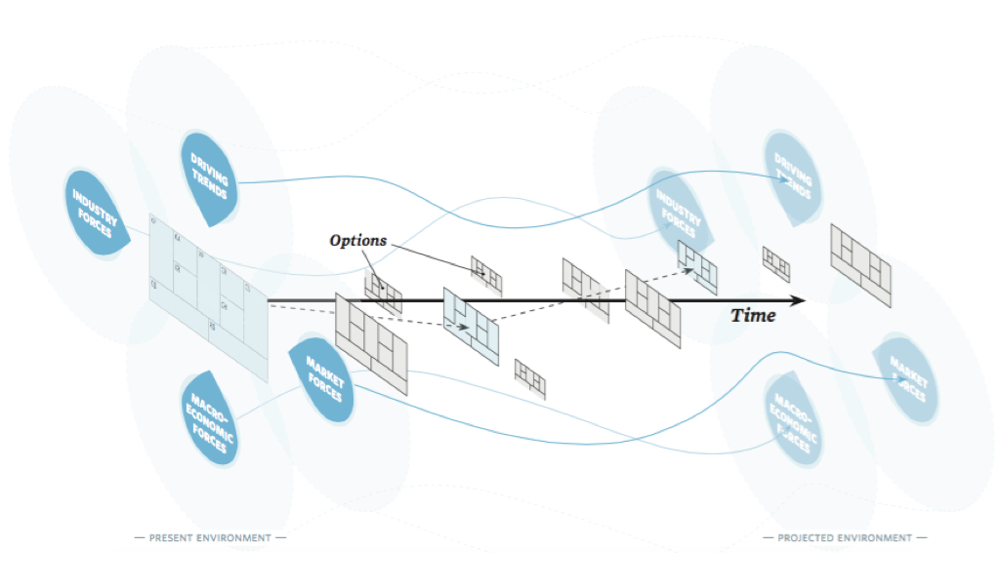 DRIVING
TRENDS
INDUSTRY
FORCES
MARKET
FORCES
MACRO-
ECONOMIC
FORCES
Options
Time
DRIVING
TRENDS
INDUSTRY
FORCES
MARKET
FORCES
MACRO-
ECONOMIC
FORCES
PRESENT ENVIRONMENT
PROJECTED ENVIRONMENT